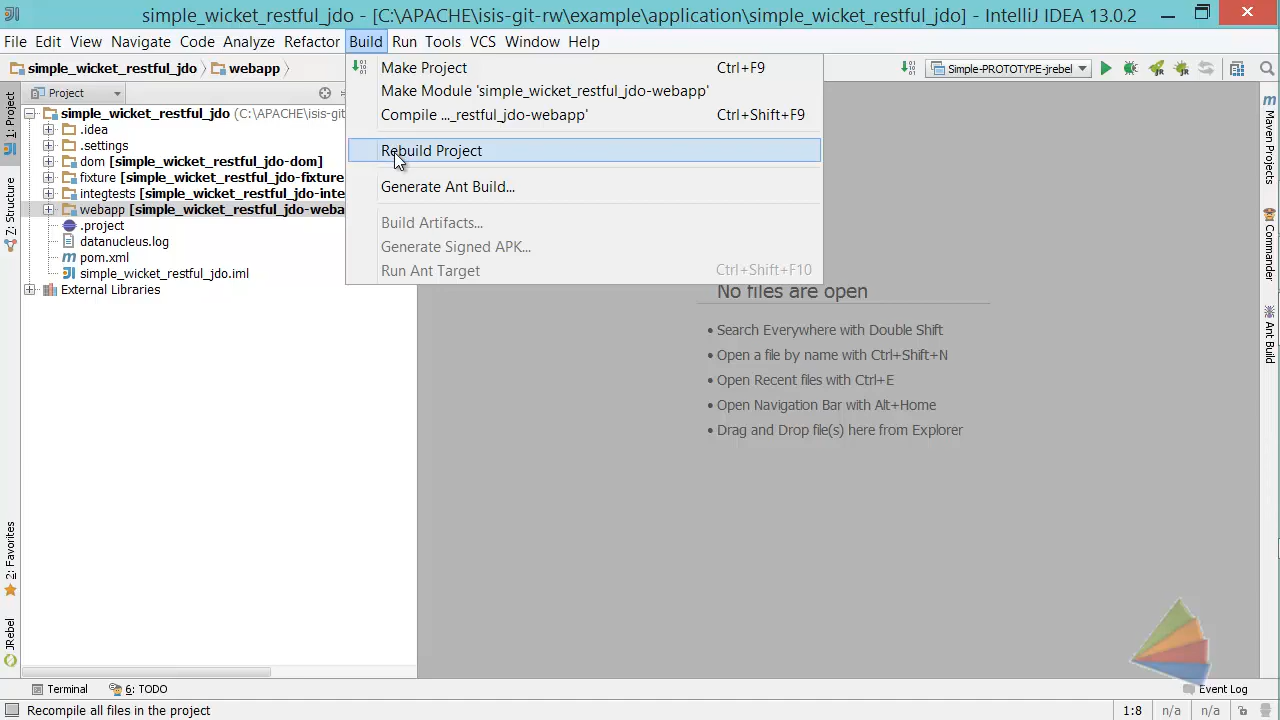 simple_wicket_restful_jdo - [C:\APACHE\isis-git-rw\example\application\simple_wicket_restful_jdo] - IntelliJ IDEA 13.0.2
File Edit View Navigate Code Analyze Refactor Build Run Tools VCS Window Help
simple_wicket_restful_jdo webapp
Simple-PROTOTYPE-jrebel
Make Project Ctrl+F9
Make Module 'simple_wicket_restful_jdo-webapp'
Compile ..._restful_jdo-webapp' Ctrl+Shift+F9
Rebuild Project
Generate Ant Build...
Build Artifacts...
Generate Signed APK...
Run Ant Target Ctrl+Shift+F10
Project
simple_wicket_restful_jdo (C:\APACHE\isis-git-
.idea
.settings
dom [simple_wicket_restful_jdo-dom]
fixture [simple_wicket_restful_jdo-fixture
integtests [simple_wicket_restful_jdo-inte
webapp [simple_wicket_restful_jdo-weba
.project
datanucleus.log
pom.xml
simple_wicket_restful_jdo.iml
External Libraries
1: Project
Z: Structure
2: Favorites
JRebel
No files are open
• Search Everywhere with Double Shift
• Open a file by name with Ctrl+Shift+N
• Open Recent files with Ctrl+E
• Open Navigation Bar with Alt+Home
• Drag and Drop file(s) here from Explorer
Maven Projects
Commander
Ant Build
Terminal 6: TODO Event Log
Recompile all files in the project 1:8 n/a n/a